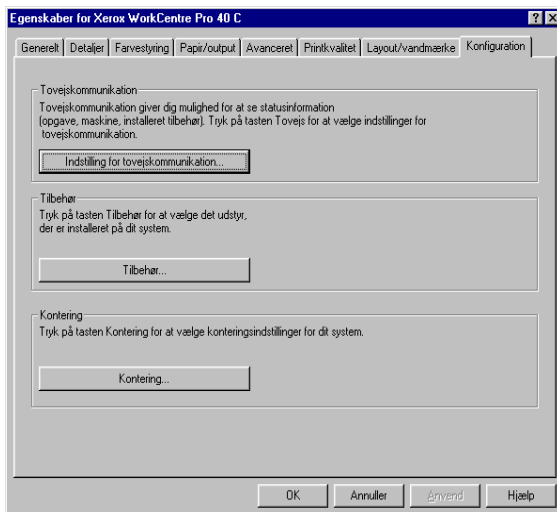 Egenskaber for Xerox WorkCentre Pro 40 C
Generelt Detaljer Farvestyring Papir/output Avanceret Printkvalitet Layout/vandmærke Konfiguration
Tovejskommunikation
Tovejskommunikation giver dig mulighed for at se statusinformation
(opgave, maskine, installeret tilbehør). Tryk på tasten Tovejs for at vælge indstillinger for
tovejskommunikation.
Indstilling for tovejskommunikation...
Tilbehør
Tryk på tasten Tilbehør for at vælge det udstyr,
der er installeret på dit system.
Tilbehør...
Kontering
Tryk på tasten Kontering for at vælge konteringsindstillinger for dit system.
Kontering...
OK Annuller Anvend Hjælp